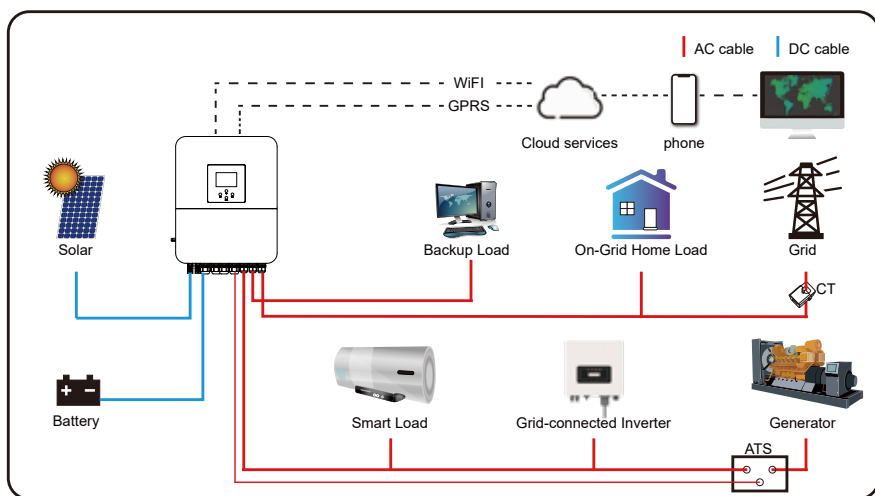 AC cable
DC cable
WiFI
GPRS
Cloud services
phone
Solar
Backup Load
On-Grid Home Load
Grid
CT
Battery
Smart Load
Grid-connected Inverter
Generator
ATS